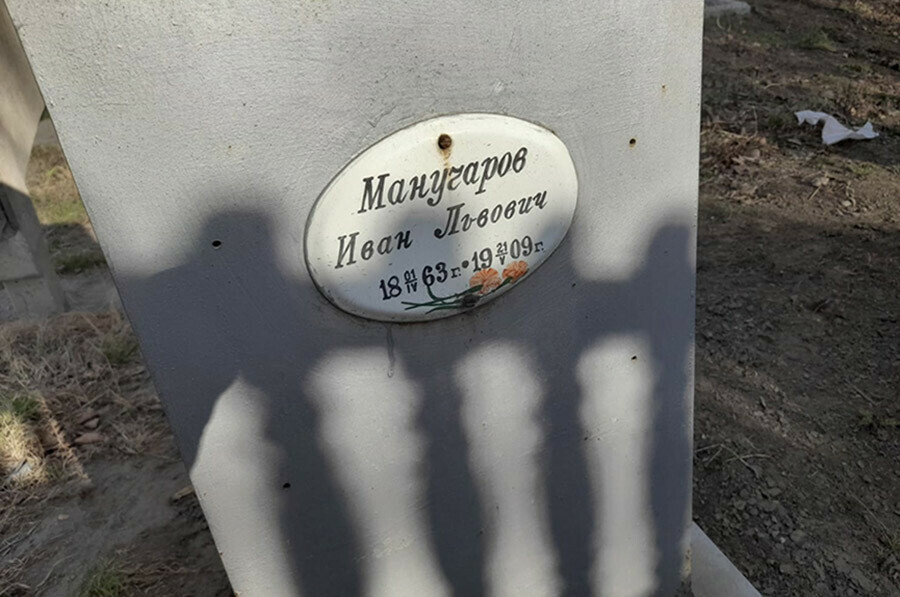 Манучаров
Иван Львович
18 01/IV 63 г. • 19 21/V 09 г.